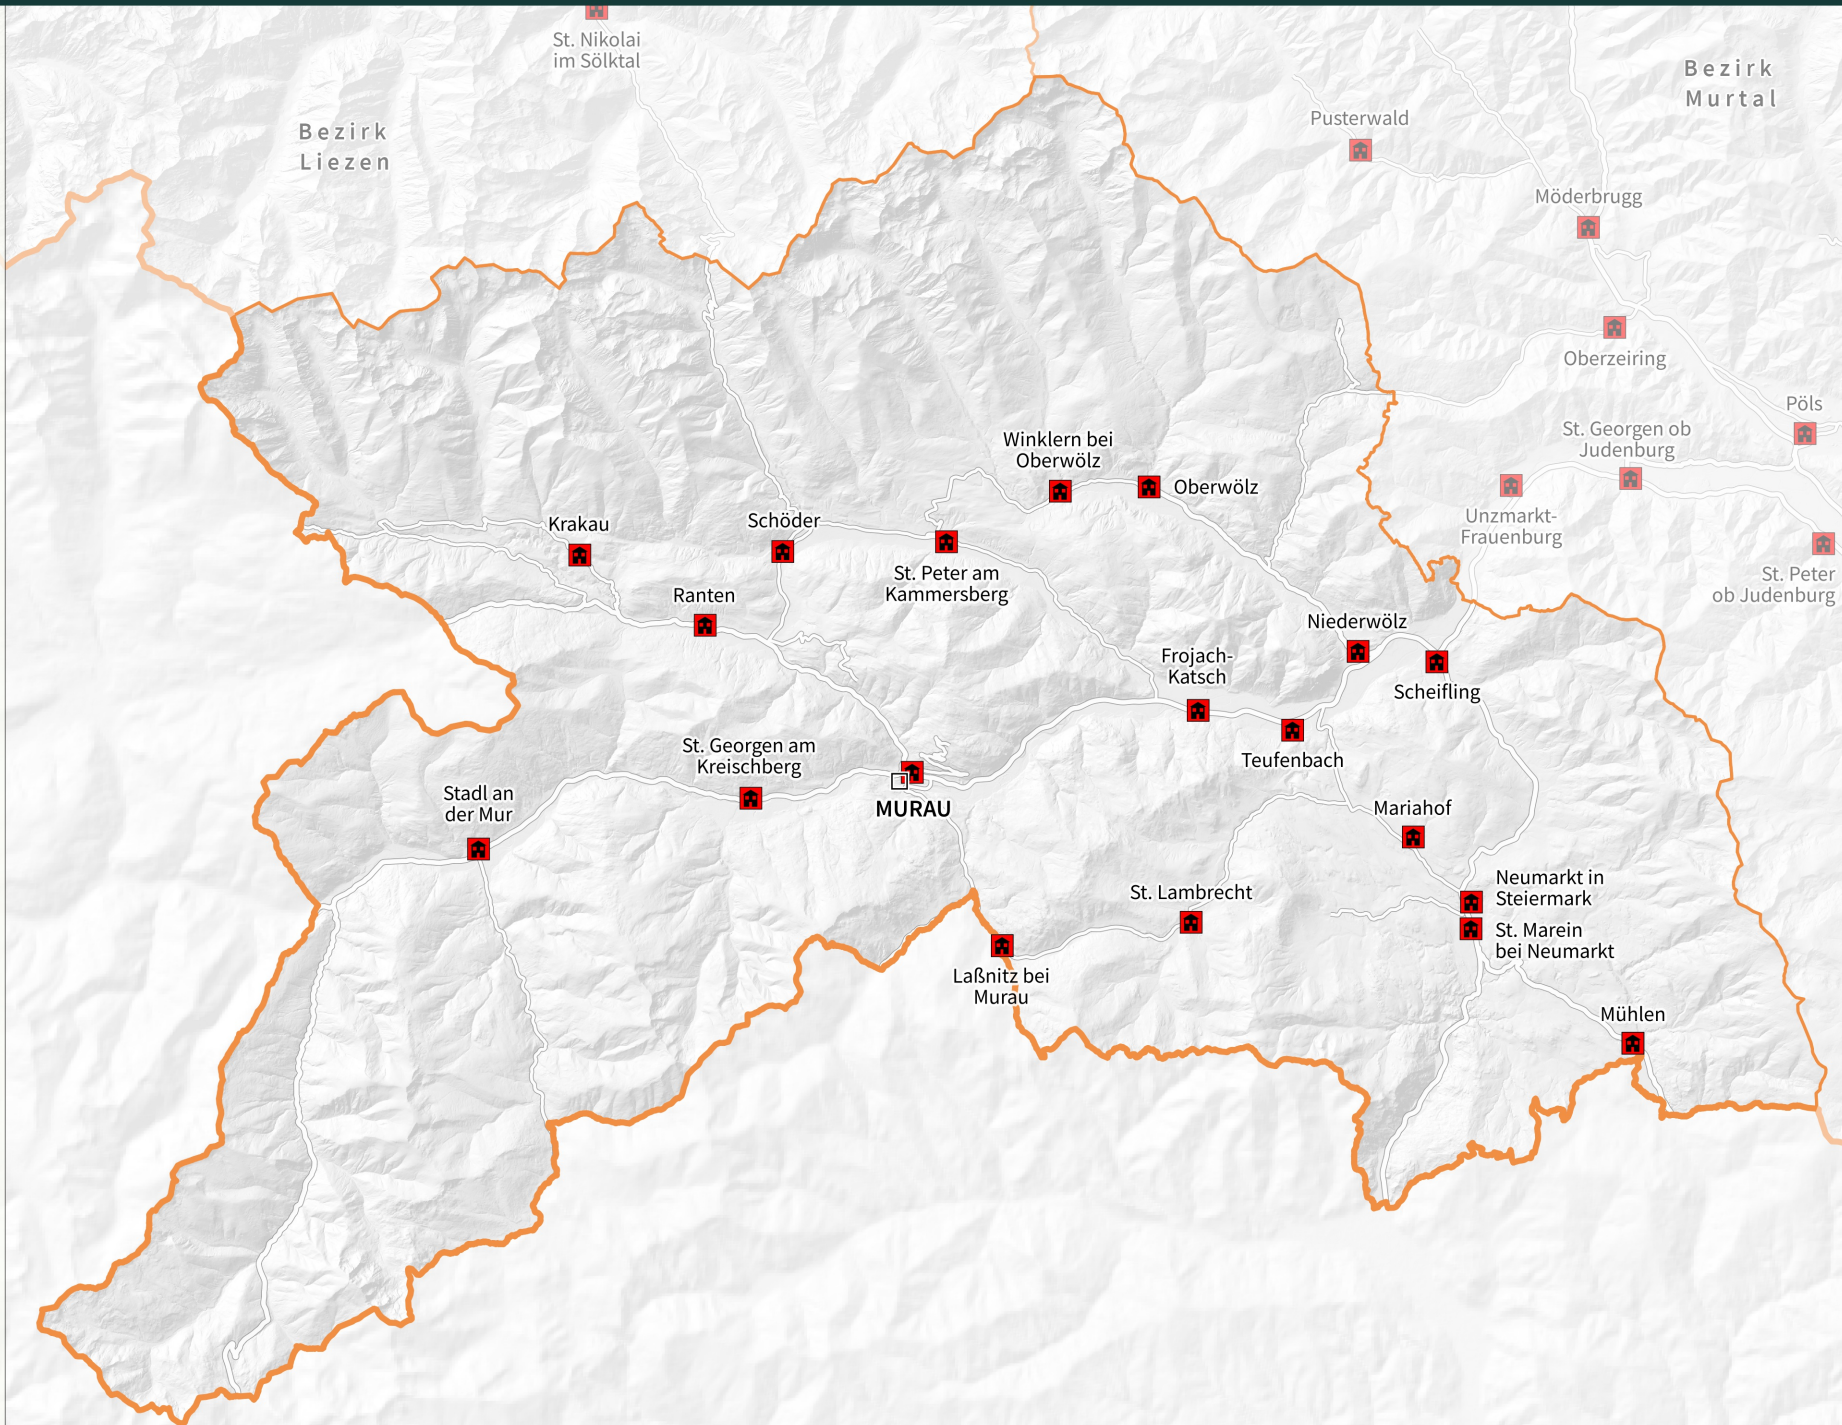 St. Nikolai
im Sölktal
Bezirk
Murtal
Bezirk
Liezen
Pusterwald
Möderbrugg
Oberzeiring
Pöls
St. Georgen ob
Judenburg
Winklern bei
Oberwölz
Oberwölz
Unzmarkt-
Frauenburg
Krakau
Schöder
St. Peter am
Kammersberg
St. Peter
ob Judenburg
Ranten
Niederwölz
Frojach-
Katsch
Scheifling
St. Georgen am
Kreischberg
Teufenbach
Stadl an
der Mur
MURAU
Mariahof
Neumarkt in
Steiermark
St. Lambrecht
St. Marein
bei Neumarkt
Laßnitz bei
Murau
Mühlen